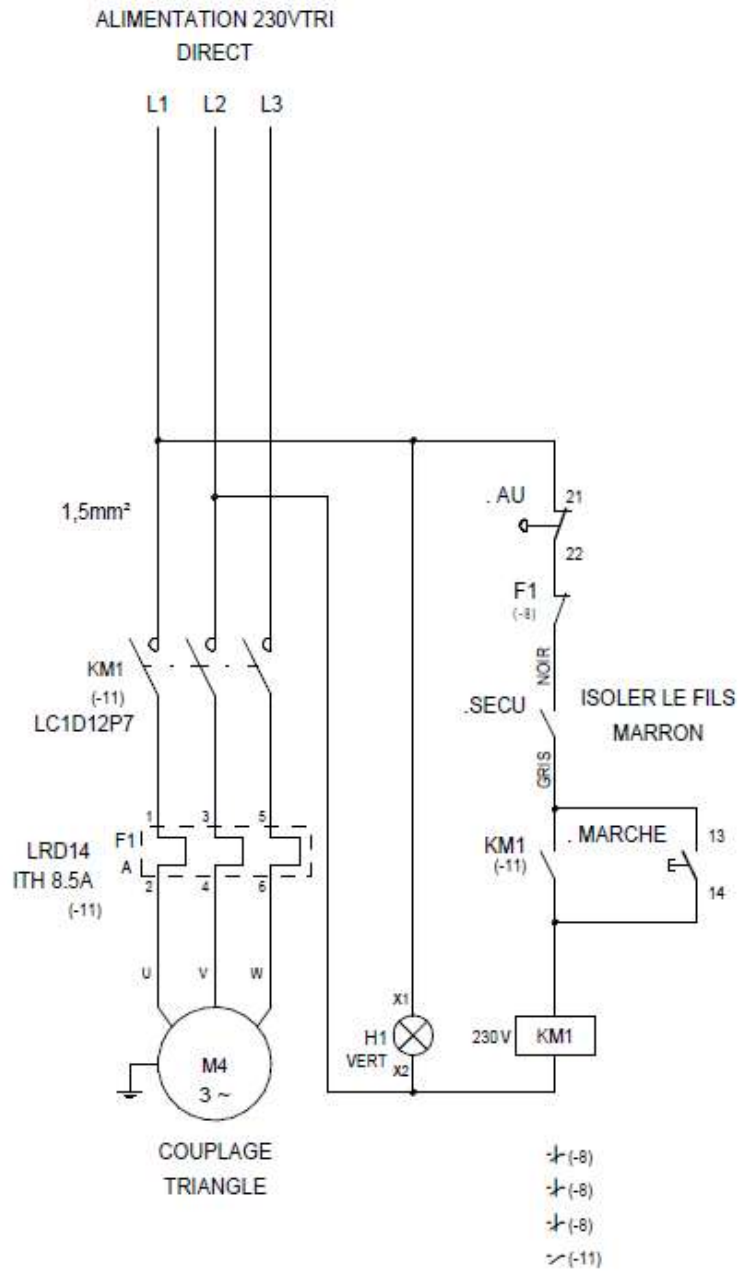 ALIMENTATION 230VTRI
DIRECT
L1 L2 L3
1,5mm²
. AU
21
22
F1
(-8)
NOIR
KM1
(-11)
LC1D12P7
.SECU
ISOLER LE FILS
MARRON
GRIS
1 3 5
LRD14
F1
ITH 8.5A
A
2 4 6
(-11)
KM1
(-11)
. MARCHE
13
14
U V W
X1
H1
VERT
X2
230V
KM1
M4
3 ~
COUPLAGE
TRIANGLE
(-8)
(-8)
(-8)
(-11)